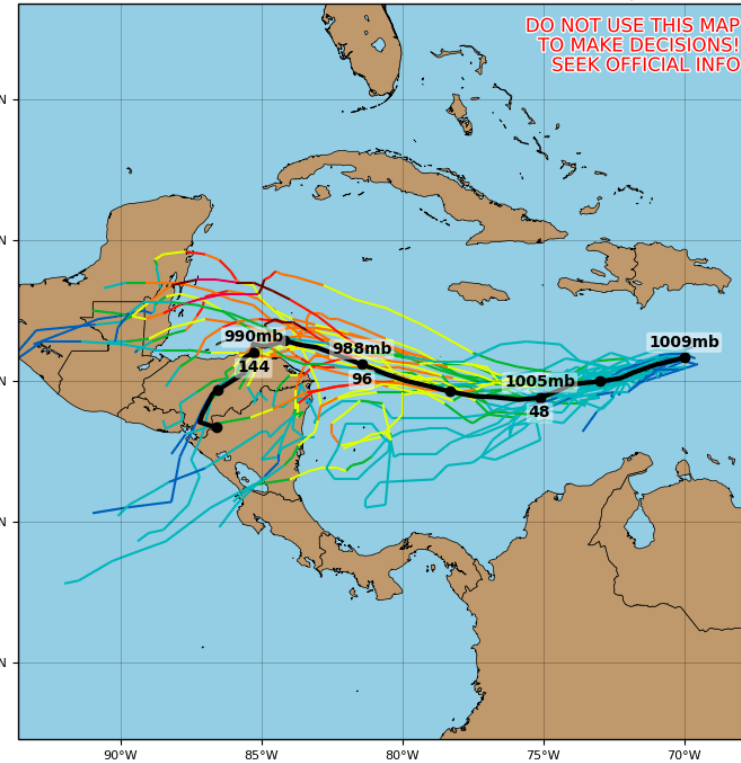 DO NOT USE THIS MAP
TO MAKE DECISIONS!
SEEK OFFICIAL INFO
1009mb
990mb
988mb
144
96
1005mb
48
N
N
N
N
N
90°W
85°W
80°W
75°W
70°W